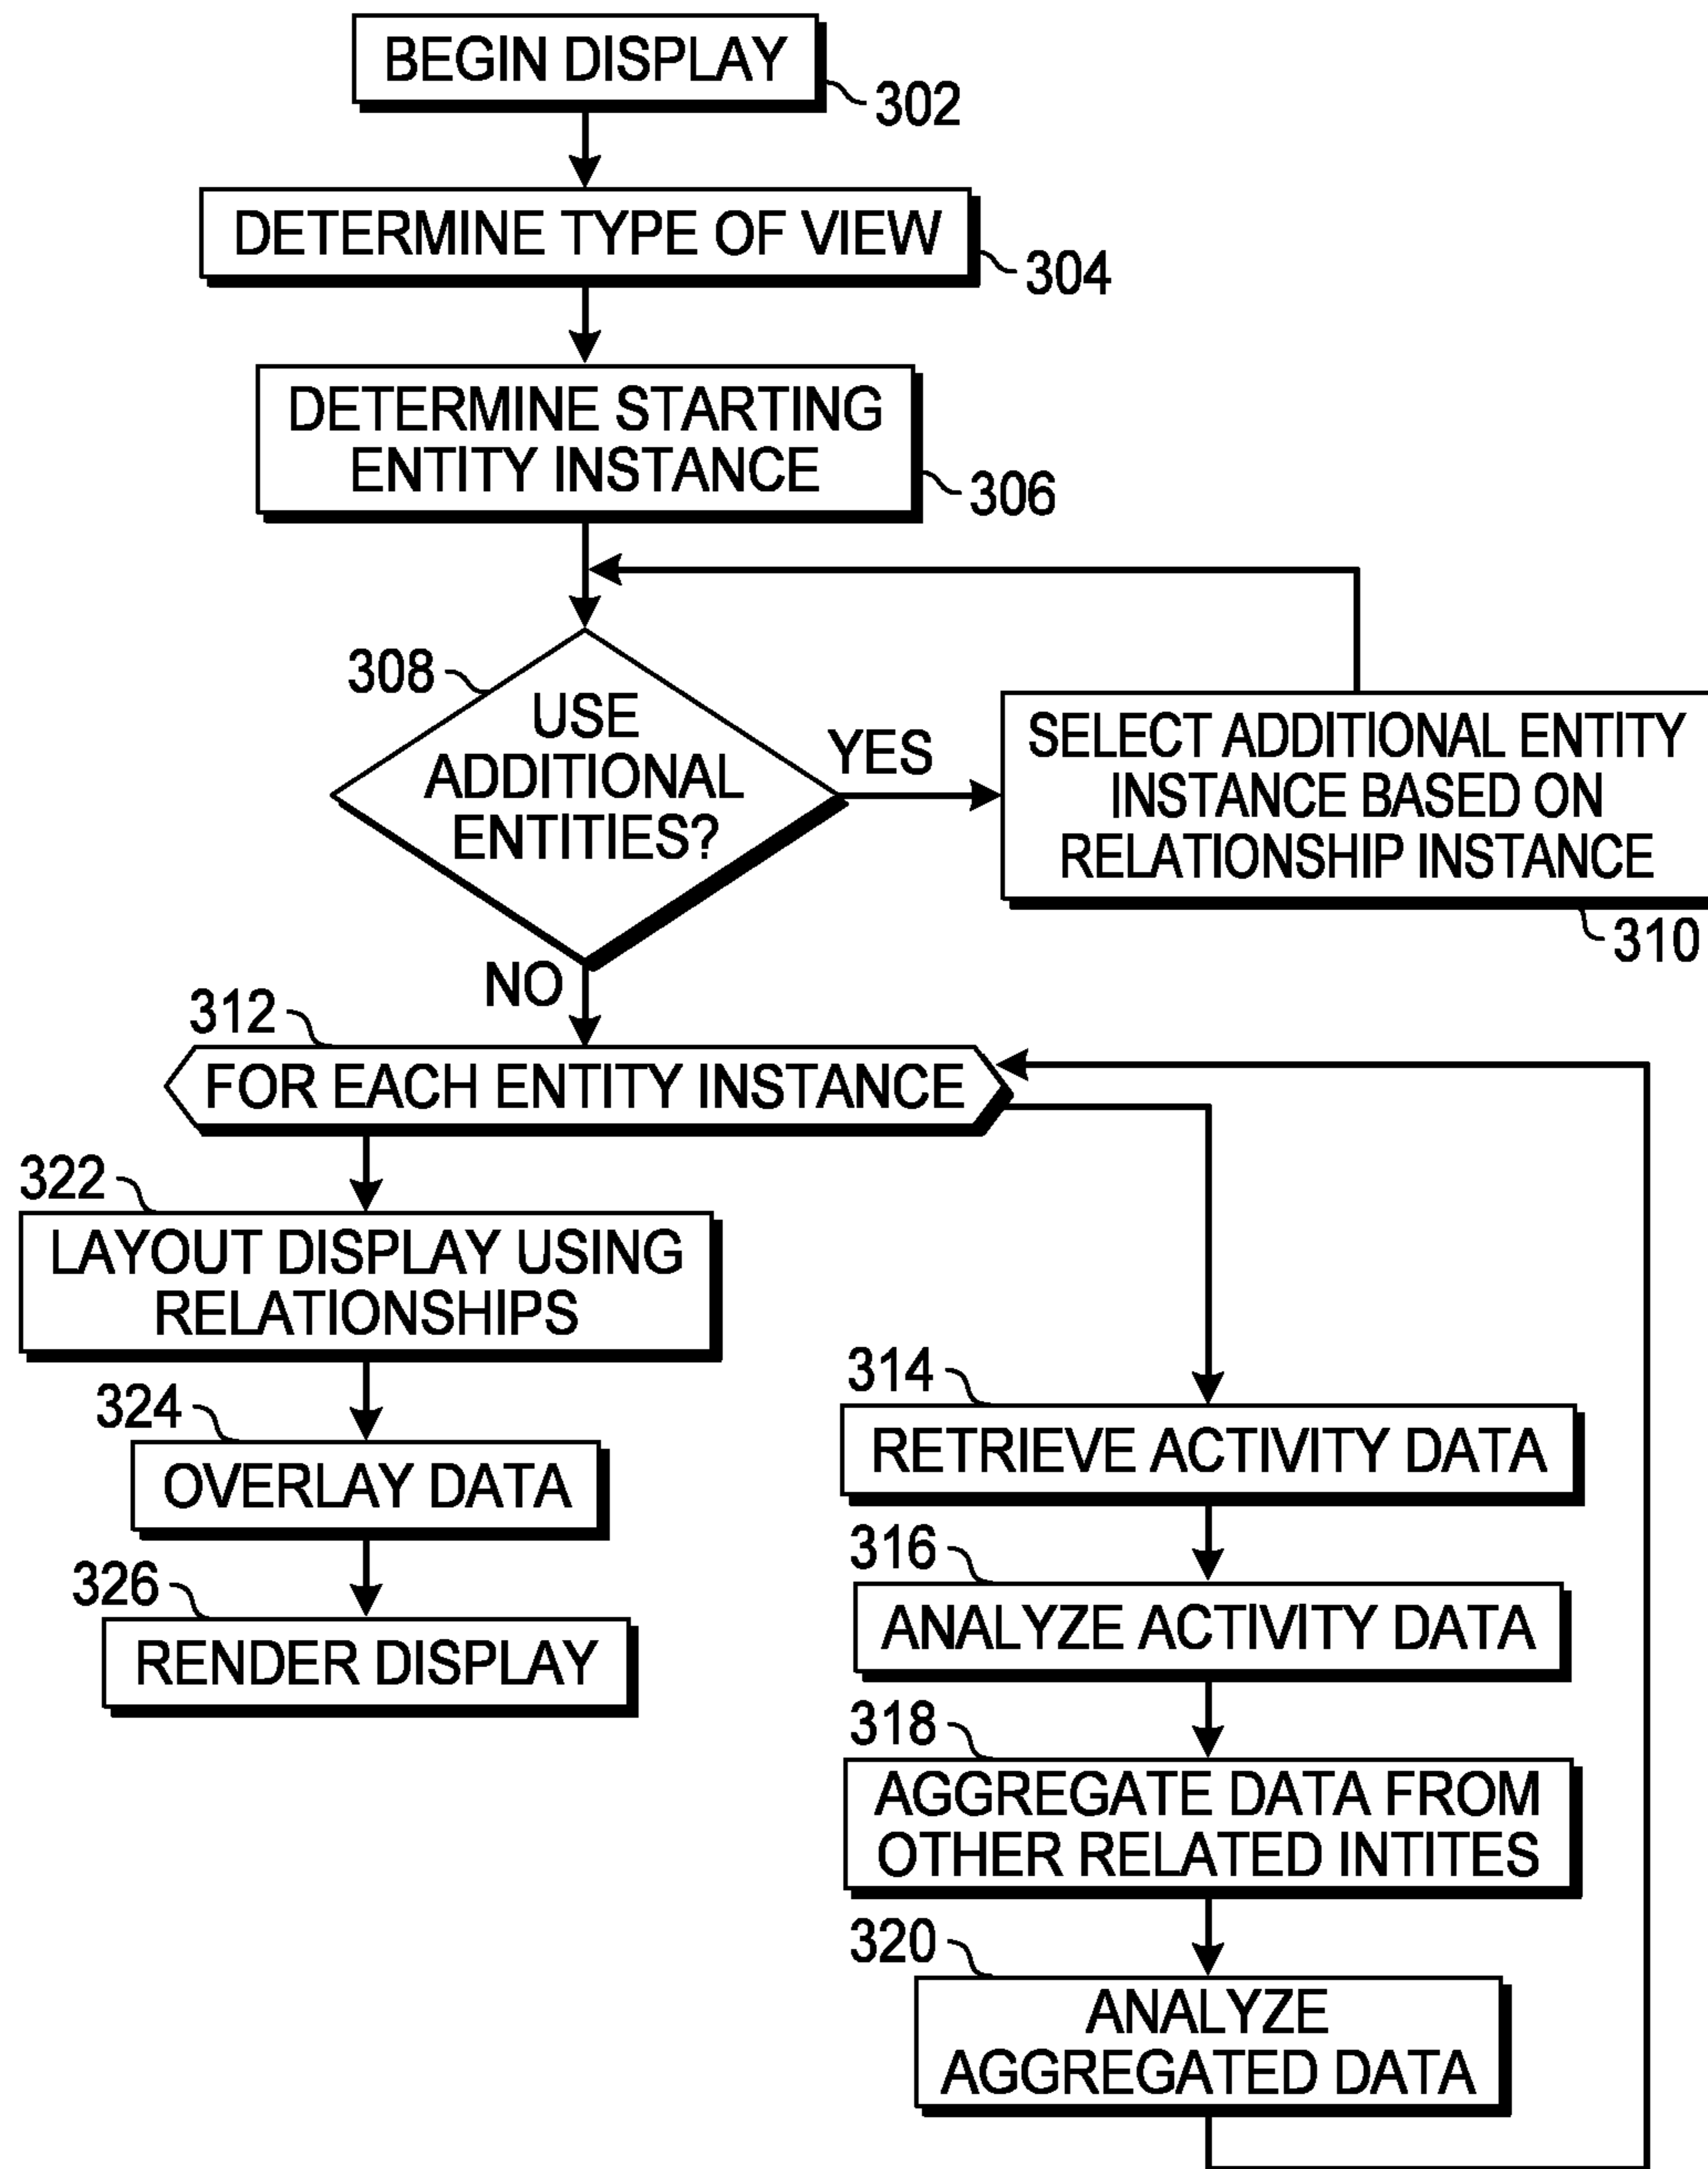 BEGIN DISPLAY
302
DETERMINE TYPE OF VIEW
304
DETERMINE STARTING
ENTITY INSTANCE
306
308
USE
ADDITIONAL
ENTITIES?
YES
SELECT ADDITIONAL ENTITY
INSTANCE BASED ON
RELATIONSHIP INSTANCE
310
NO
312
FOR EACH ENTITY INSTANCE
322
LAYOUT DISPLAY USING
RELATIONSHIPS
324
OVERLAY DATA
326
RENDER DISPLAY
314
RETRIEVE ACTIVITY DATA
316
ANALYZE ACTIVITY DATA
318
AGGREGATE DATA FROM
OTHER RELATED INTITES
320
ANALYZE
AGGREGATED DATA